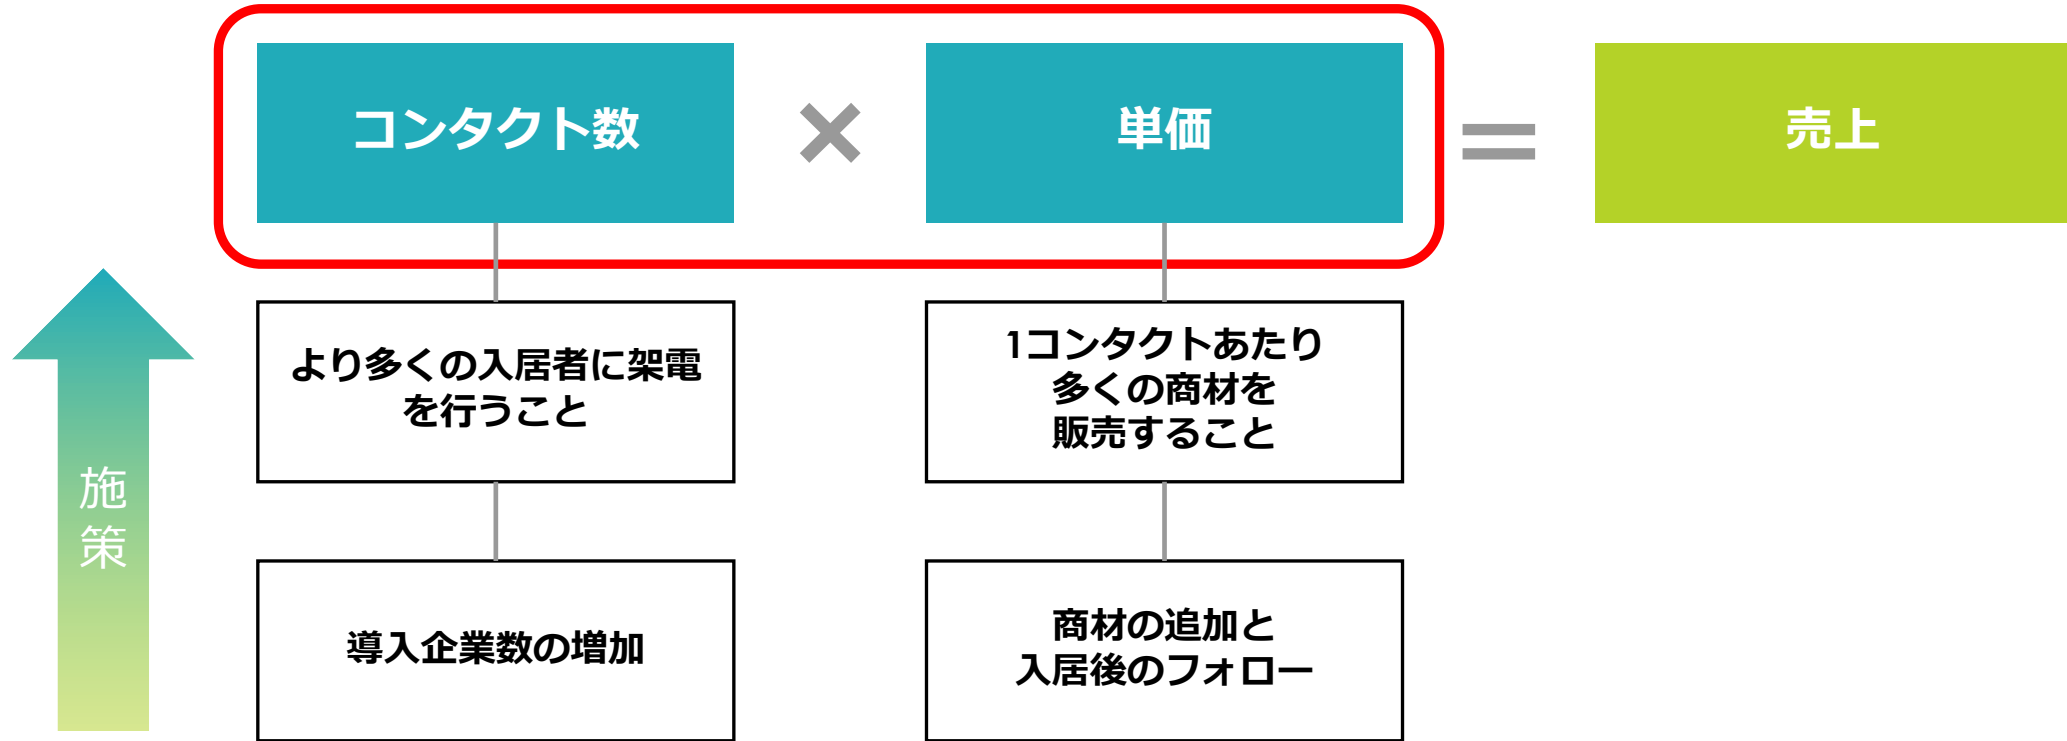 コンタクト数
×
単価
=
売上
より多くの入居者に架電
を行うこと
1コンタクトあたり
多くの商材を
販売すること
施
策
導入企業数の増加
商材の追加と
入居後のフォロー